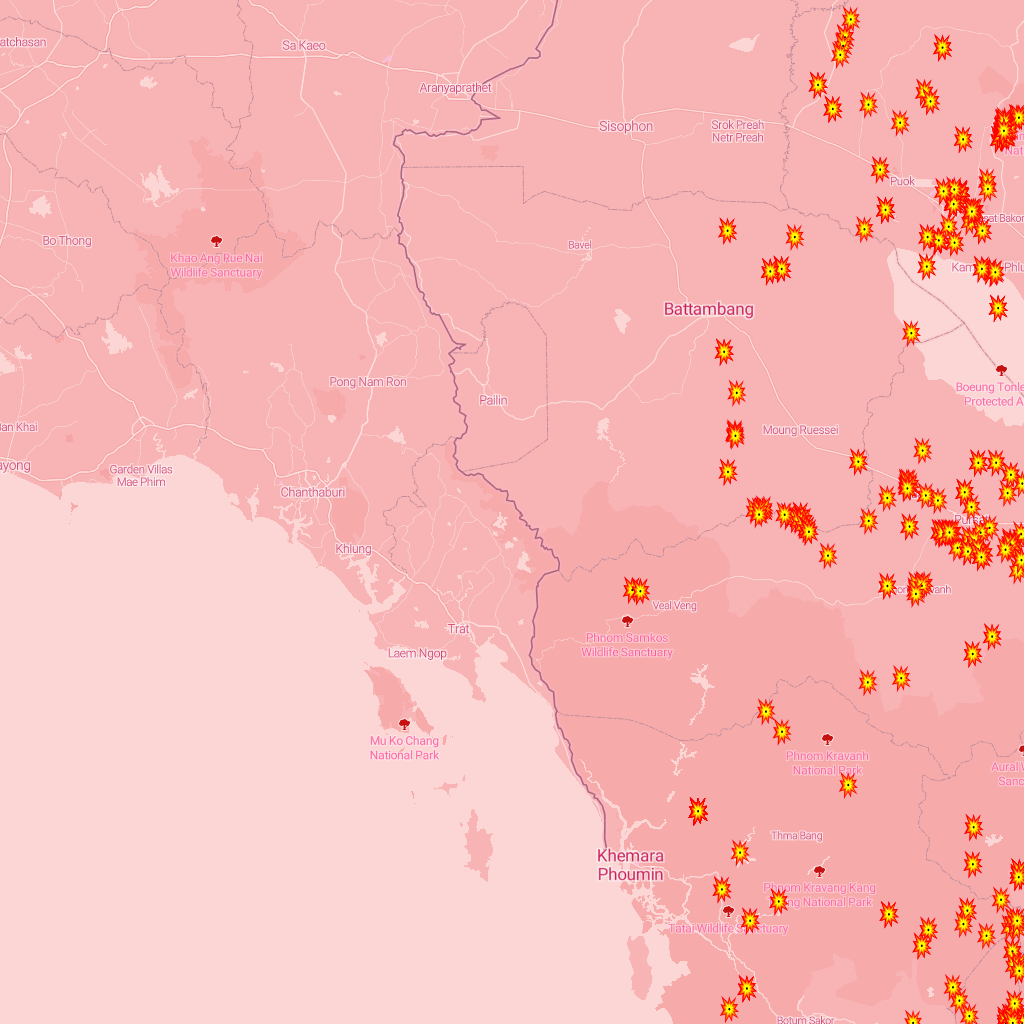 atchasan
Sa Kaeo
Aranyaprathet
Sisophon
Srok Preah
Netr Preah
Puok
Bo Thong
Khao Ang Rue Nai
Wildlife Sanctuary
Bavel
Battambang
Pong Nam Ron
Pailin
Boeung Tonle
Protected A
Ban Khai
Moung Ruessei
ayong
Garden Villas
Mae Phim
Chanthaburi
Khlung
Veal Veng
Trat
Laem Ngop
Phnom Samkos
Wildlife Sanctuary
Mu Ko Chang
National Park
Phnom Kravanh
National Park
Aural W
Sanc
Thma Bang
Khemara
Phoumin
Phnom Kravang Kang
National Park
Tatai Wildlife Sanctuary
Botum Sakor